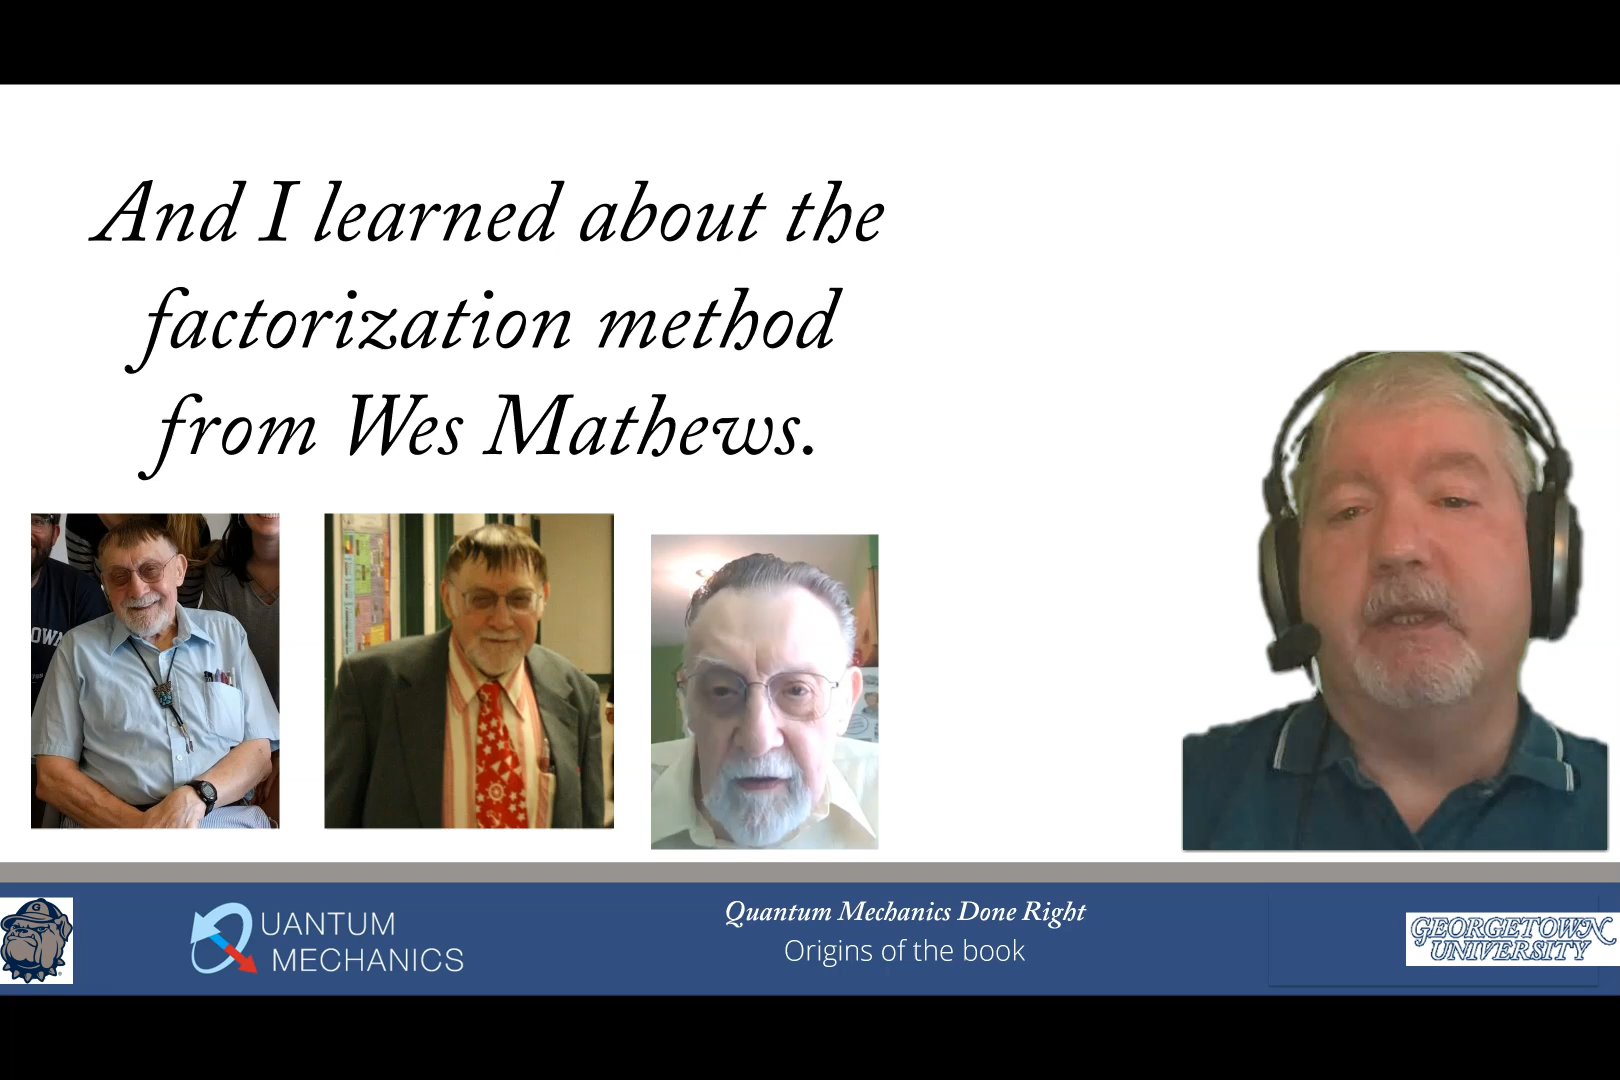 And I learned about the
factorization method
from Wes Mathews.
OWN
G
UANTUM
MECHANICS
Quantum Mechanics Done Right
Origins of the book
GEORGETOWN
UNIVERSITY